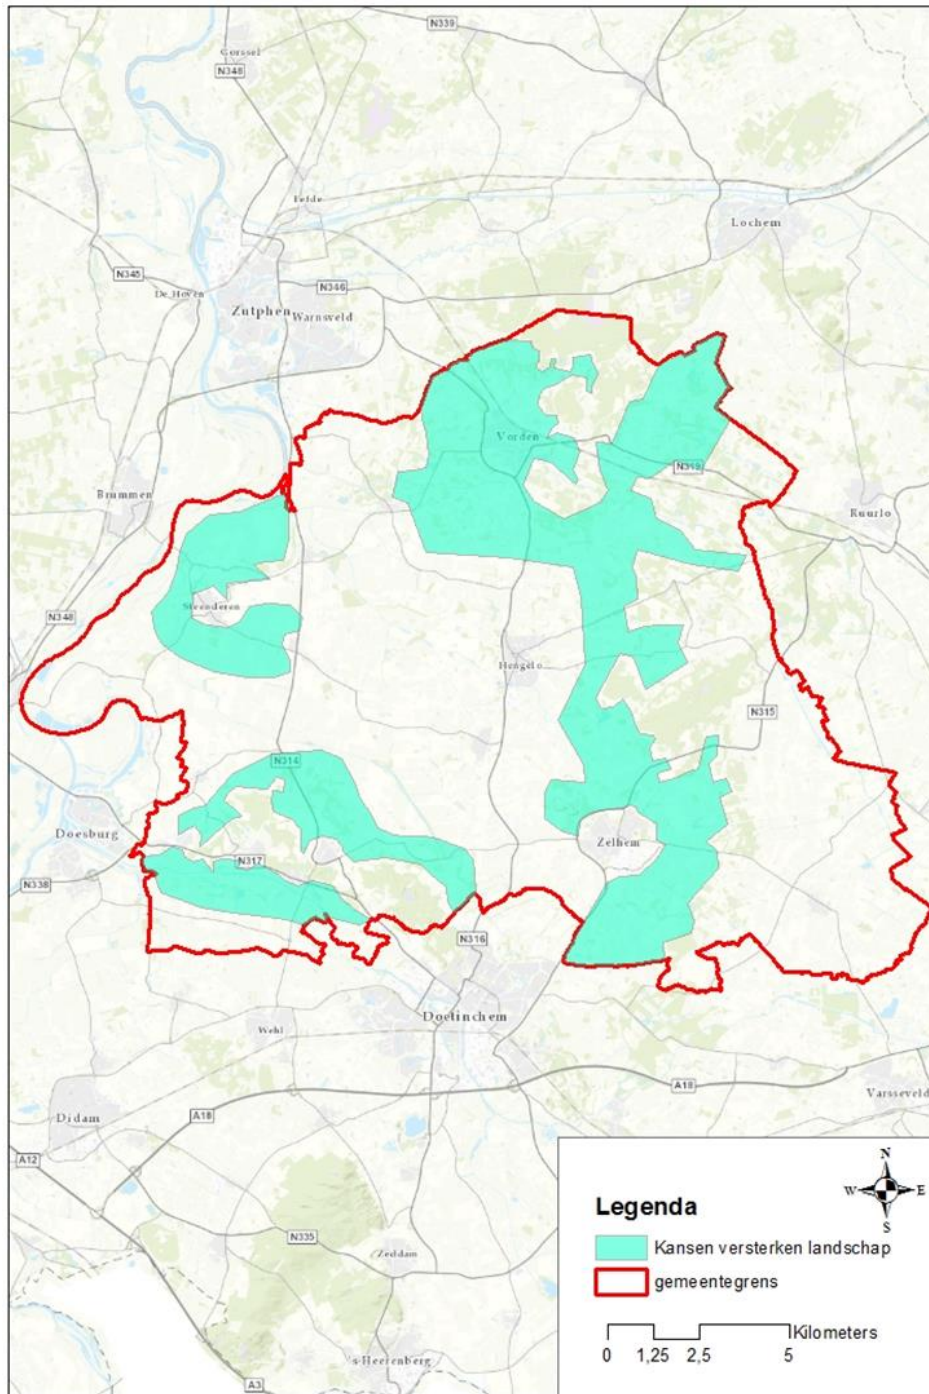 N339
Gorssel
N348
Eefde
Lochem
N345
De Hoven
N346
Zutphen
Warnsveld
Vorden
N319
Brummen
Ruurlo
Steenderen
N348
Hengelo
N315
N314
Doesburg
Zelhem
N317
N338
N316
Doetinchem
Wehl
A18
Varsseveld
Didam
A18
A12
N335
Zeddam
's-Heerenberg
A3
N
W
E
S
Legenda
Kansen versterken landschap
gemeentegrens
Kilometers
0 1,25 2,5 5